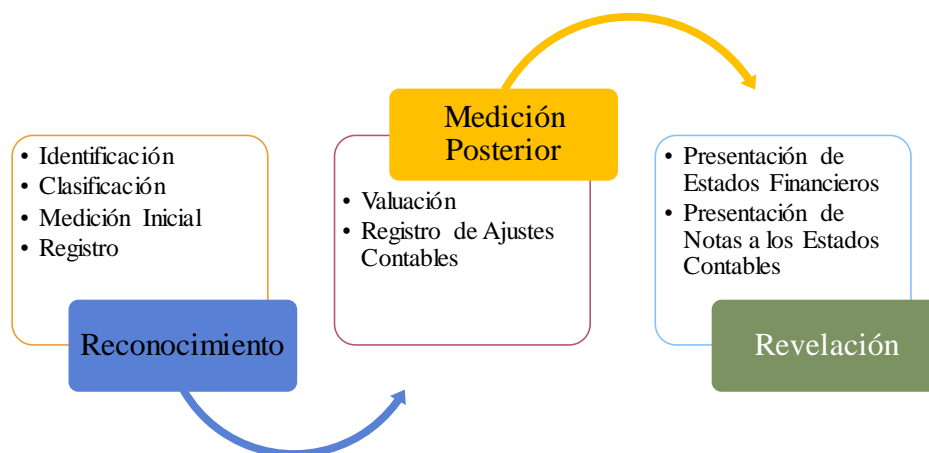 • Identificación
• Clasificación
• Medición Inicial
• Registro
Reconocimiento
Medición
Posterior
• Valuación
• Registro de Ajustes
Contables
• Presentación de
Estados Financieros
• Presentación de
Notas a los Estados
Contables
Revelación